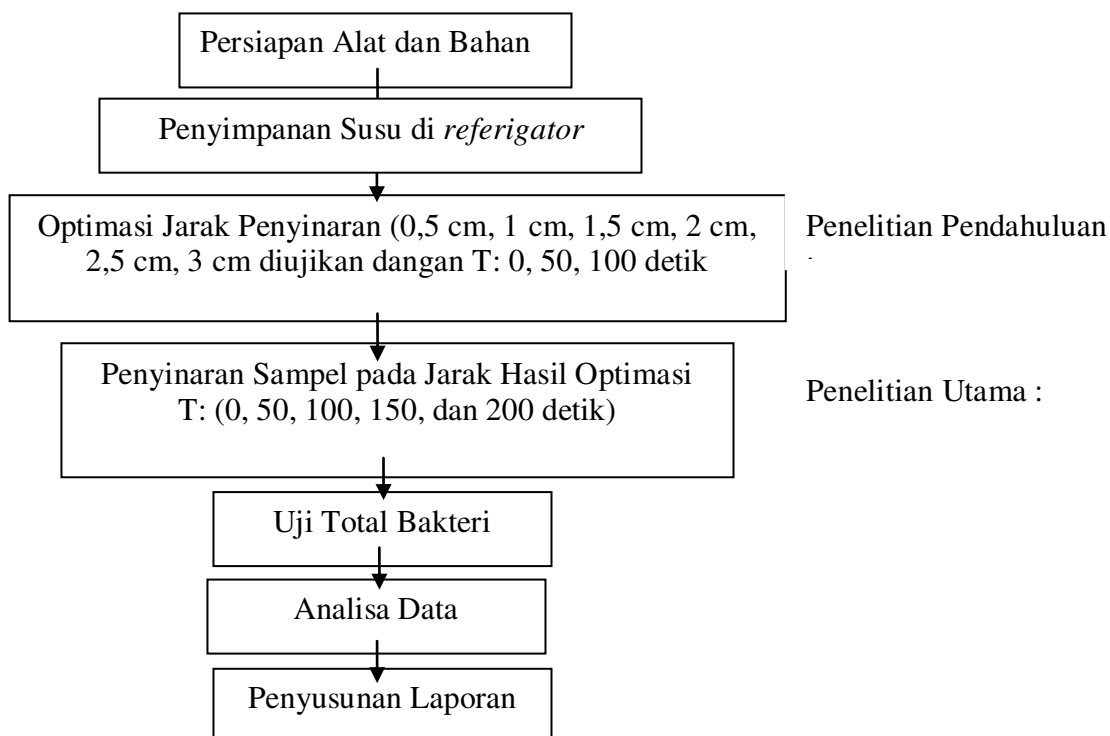 Persiapan Alat dan Bahan
Penyimpanan Susu di referigator
Optimasi Jarak Penyinaran (0,5 cm, 1 cm, 1,5 cm, 2 cm,
2,5 cm, 3 cm diujikan dangan T: 0, 50, 100 detik
Penelitian Pendahuluan
Penyinaran Sampel pada Jarak Hasil Optimasi
T: (0, 50, 100, 150, dan 200 detik)
Penelitian Utama :
Uji Total Bakteri
Analisa Data
Penyusunan Laporan